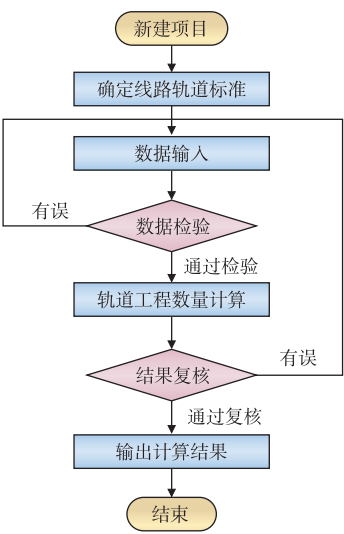 新建项目
确定线路轨道标准
数据输入
有误
数据检验
通过检验
轨道工程数量计算
有误
结果复核
通过复核
输出计算结果
结束